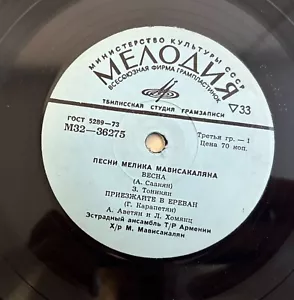 МИНИСТЕРСТВО КУЛЬТУРЫ СССР
МЕЛОДИЯ
ВСЕСОЮЗНАЯ ФИРМА ГРАМПЛАСТИНОК
▽33
ТБИЛИССКАЯ СТУДИЯ ГРАМЗАПИСИ
ГОСТ 5289—73
М32—36275
Третья гр.—1
Цена 70 коп.
ПЕСНИ МЕЛИКА МАВИСАКАЛЯНА
ВЕСНА
(А. Саакян)
З. Тоникян
ПРИЕЗЖАЙТЕ В ЕРЕВАН
(Г. Карапетян)
А. Аветян и Л. Хомянц
Эстрадный ансамбль Т/Р Армении
Х/р М. Мависакалян